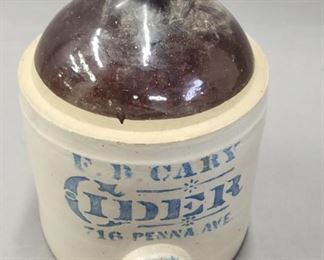 F. B. CARY
CIDER
716 PENNA. AVE.